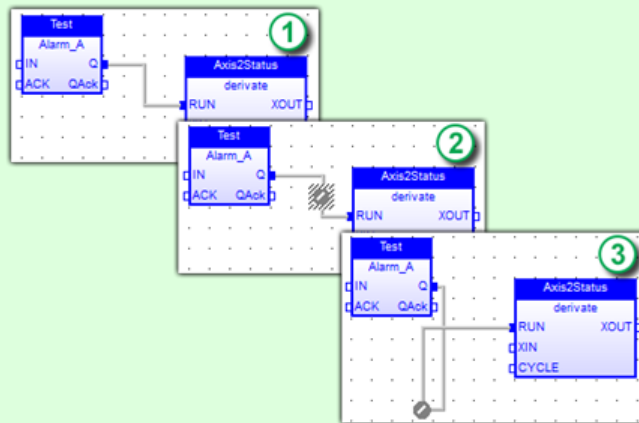 1
Test
Alarm_A
IN Q
ACK QAck
Axis2Status
derivate
RUN XOUT
2
Test
Alarm_A
IN Q
ACK QAck
Axis2Status
derivate
RUN XOUT
3
Test
Alarm_A
IN Q
ACK QAck
Axis2Status
derivate
RUN XOUT
XIN
CYCLE